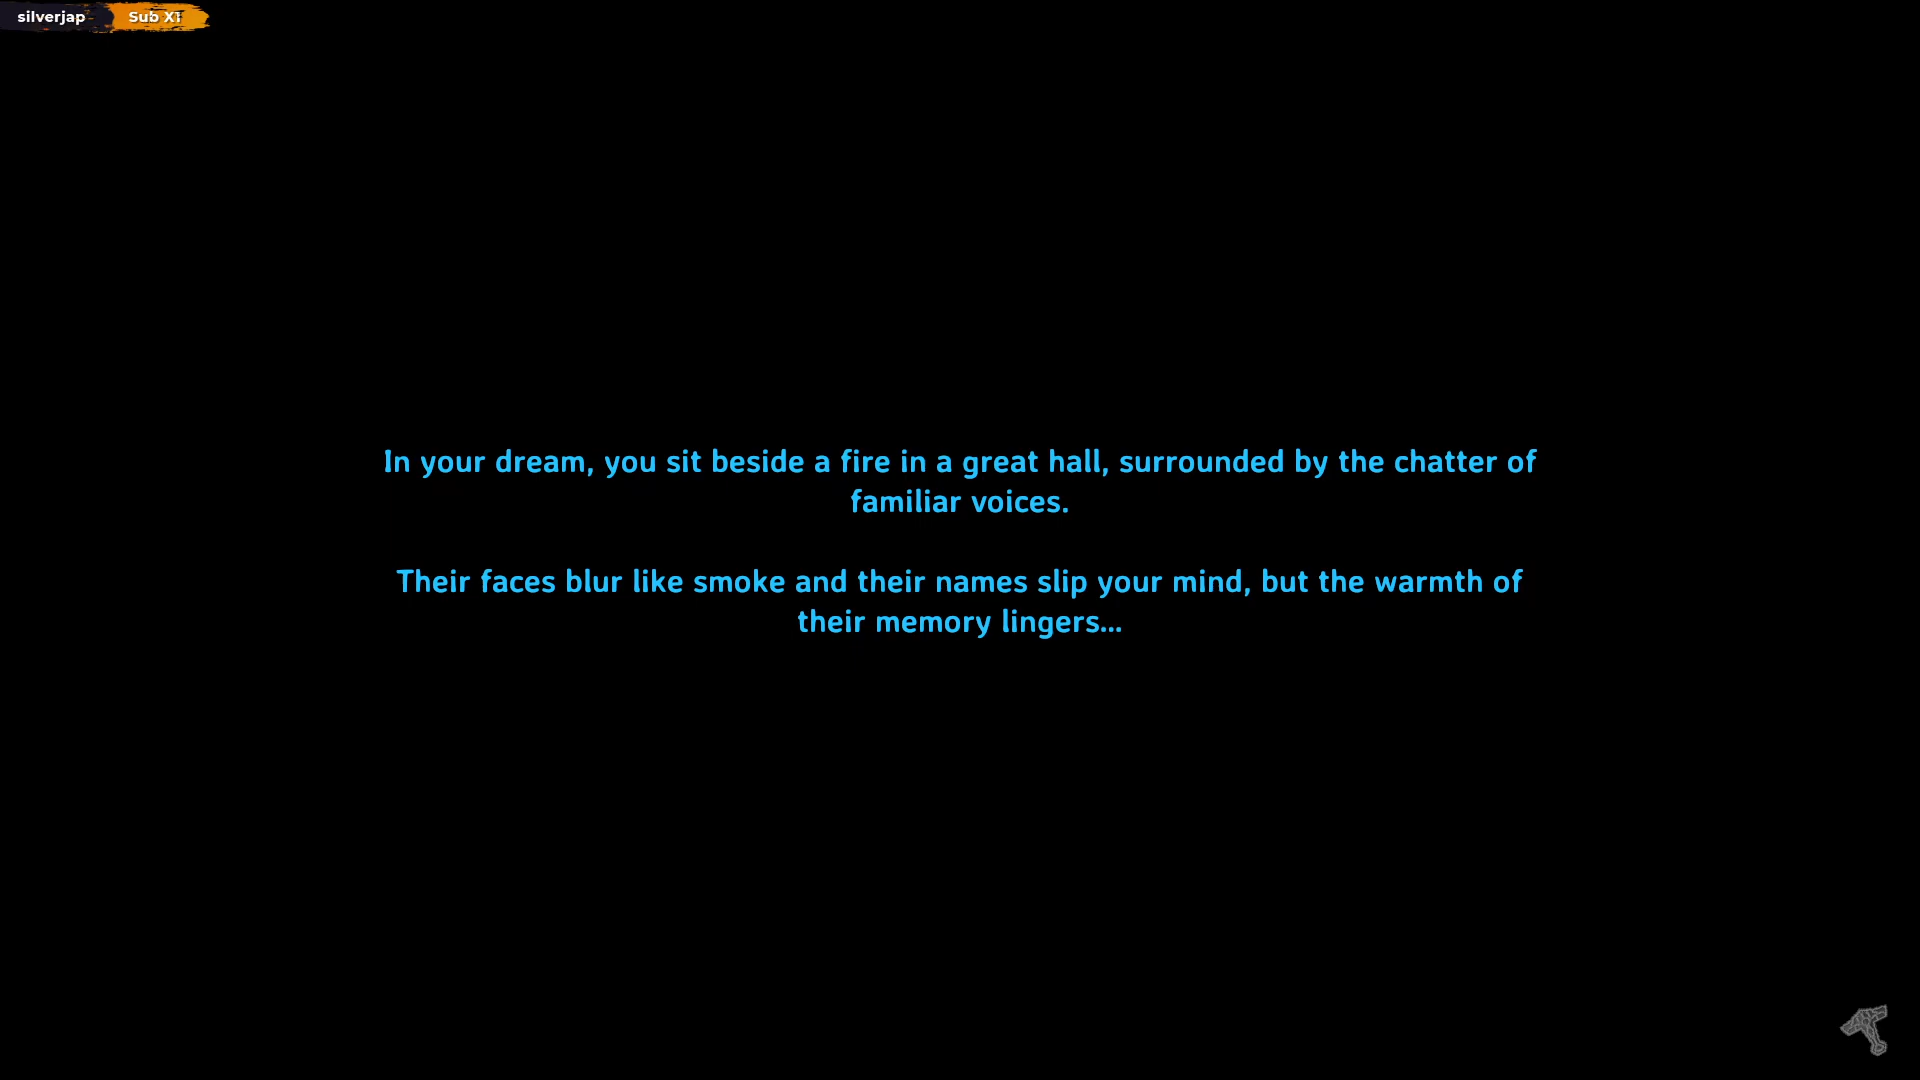 silverjap Sub X1
In your dream, you sit beside a fire in a great hall, surrounded by the chatter of
familiar voices.
Their faces blur like smoke and their names slip your mind, but the warmth of
their memory lingers...